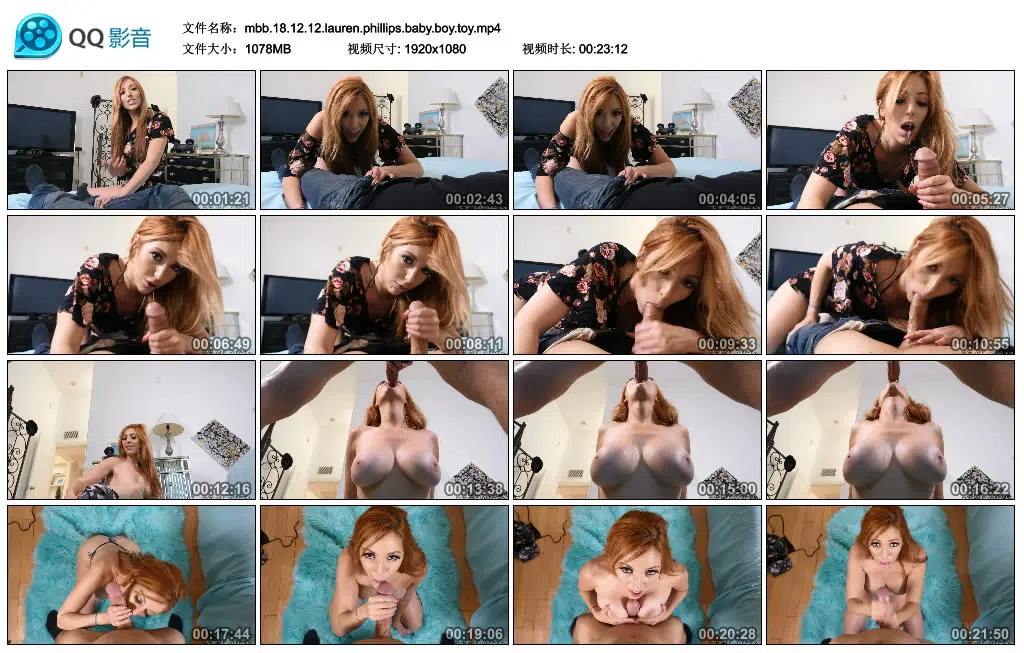 QQ 影音
文件名称: mbb.18.12.12.lauren.phillips.baby.boy.toy.mp4
文件大小: 1078MB 视频尺寸: 1920x1080 视频时长: 00:23:12
00:01:21 00:02:43 00:04:05 00:05:27
00:06:49 00:08:11 00:09:33 00:10:55
00:12:16 00:13:38 00:15:00 00:16:22
00:17:44 00:19:06 00:20:28 00:21:50